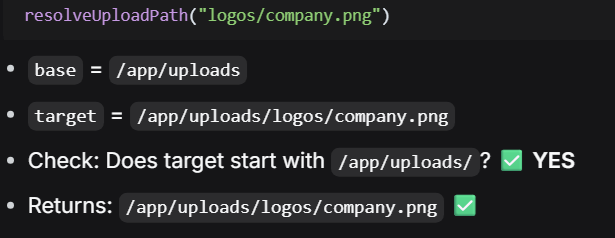 resolveUploadPath("logos/company.png")
• base = /app/uploads
• target = /app/uploads/logos/company.png
• Check: Does target start with /app/uploads/? ✅ YES
• Returns: /app/uploads/logos/company.png ✅